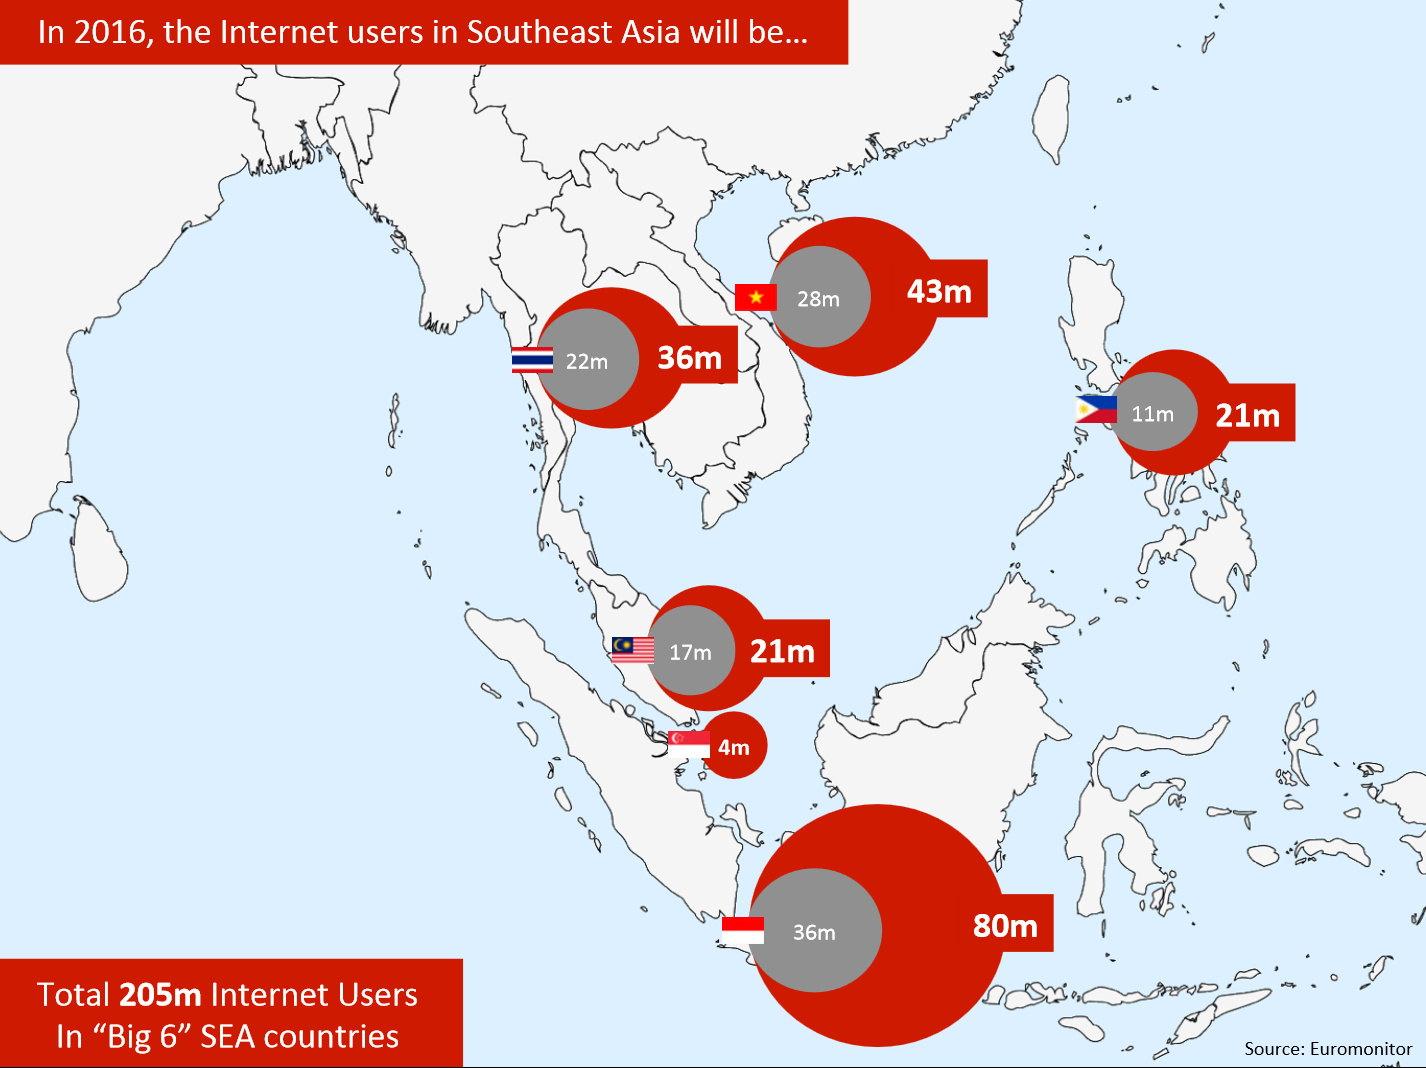 In 2016, the Internet users in Southeast Asia will be…
28m
43m
22m
36m
11m
21m
17m
21m
4m
36m
80m
Total 205m Internet Users
In “Big 6” SEA countries
Source: Euromonitor